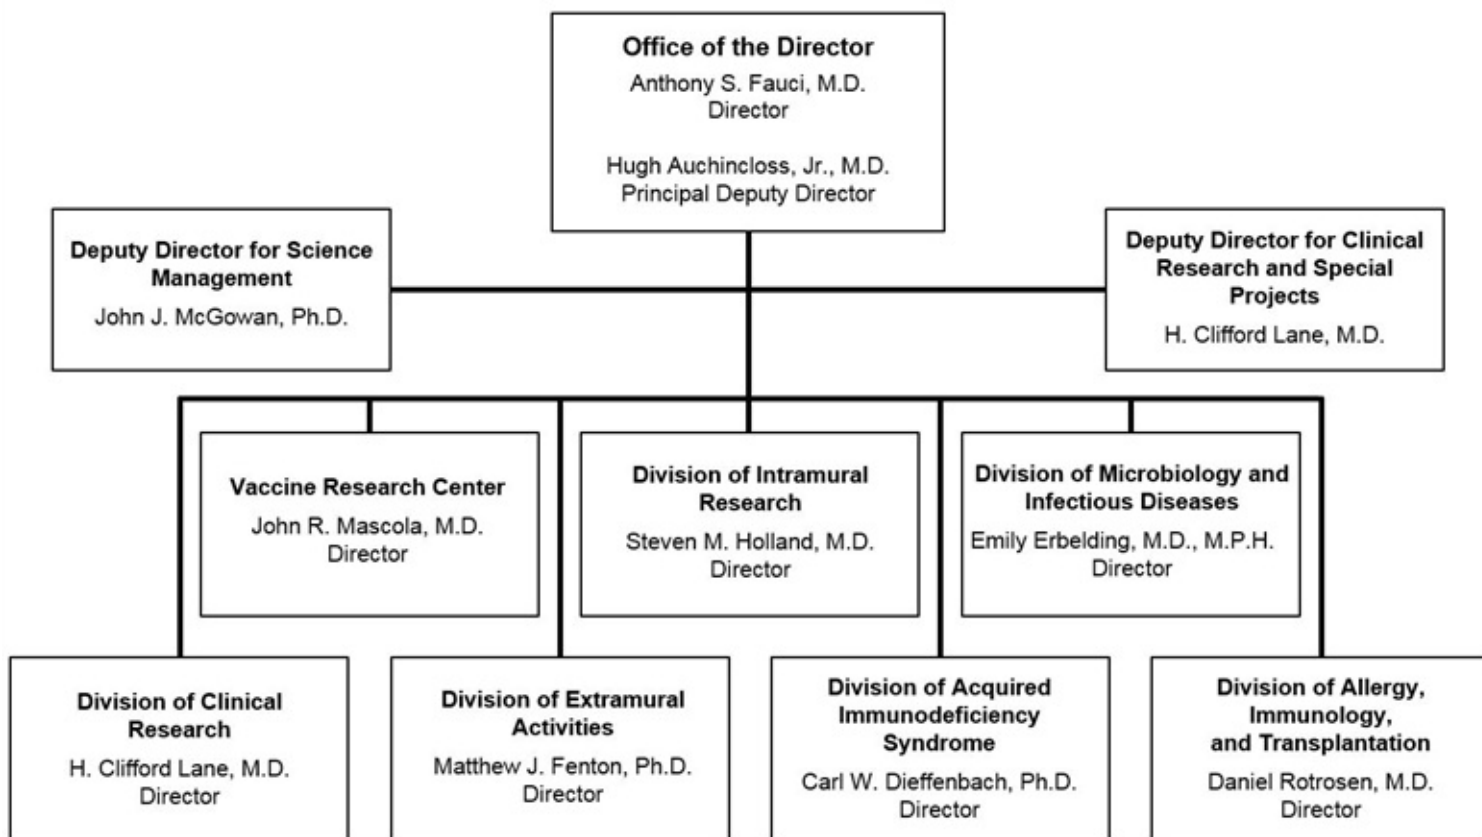 Office of the Director
Anthony S. Fauci, M.D.
Director
Hugh Auchincloss, Jr., M.D.
Principal Deputy Director
Deputy Director for Science
Management
John J. McGowan, Ph.D.
Deputy Director for Clinical
Research and Special
Projects
H. Clifford Lane, M.D.
Vaccine Research Center
John R. Mascola, M.D.
Director
Division of Intramural
Research
Steven M. Holland, M.D.
Director
Division of Microbiology and
Infectious Diseases
Emily Erbelding, M.D., M.P.H.
Director
Division of Clinical
Research
H. Clifford Lane, M.D.
Director
Division of Extramural
Activities
Matthew J. Fenton, Ph.D.
Director
Division of Acquired
Immunodeficiency
Syndrome
Carl W. Dieffenbach, Ph.D.
Director
Division of Allergy,
Immunology,
and Transplantation
Daniel Rotrosen, M.D.
Director